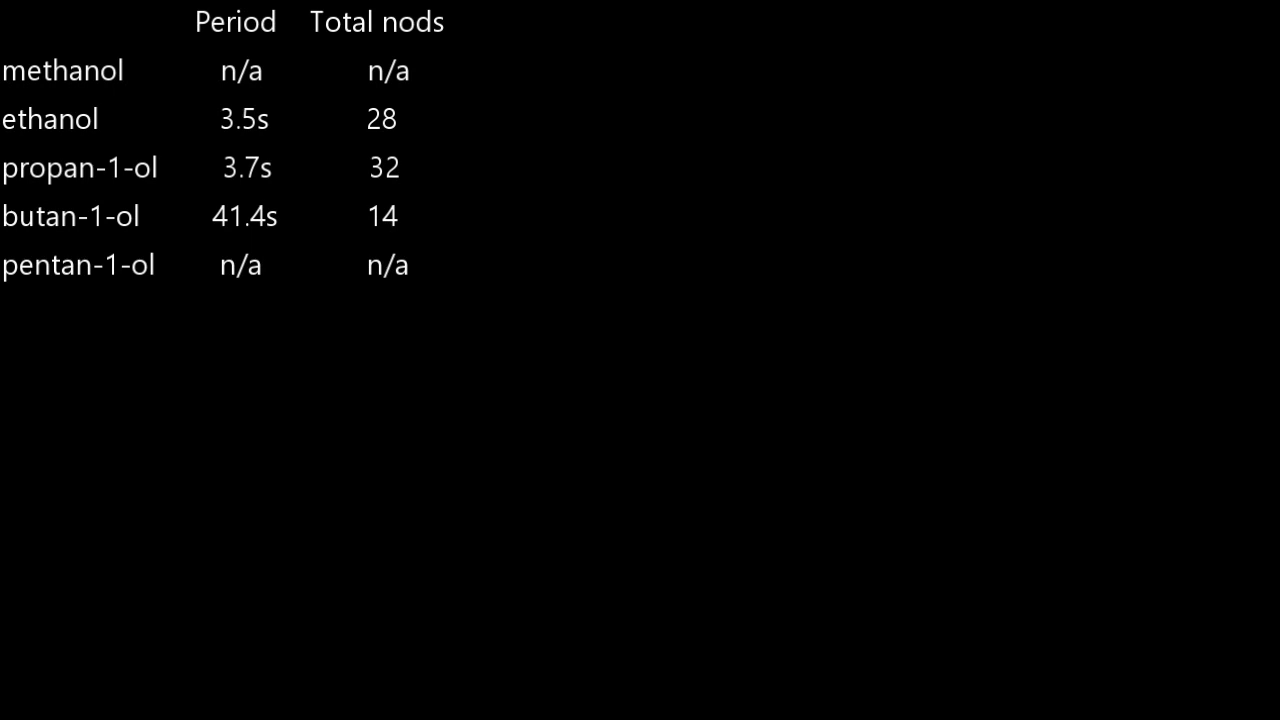 Period Total nods
methanol n/a n/a
ethanol 3.5s 28
propan-1-ol 3.7s 32
butan-1-ol 41.4s 14
pentan-1-ol n/a n/a